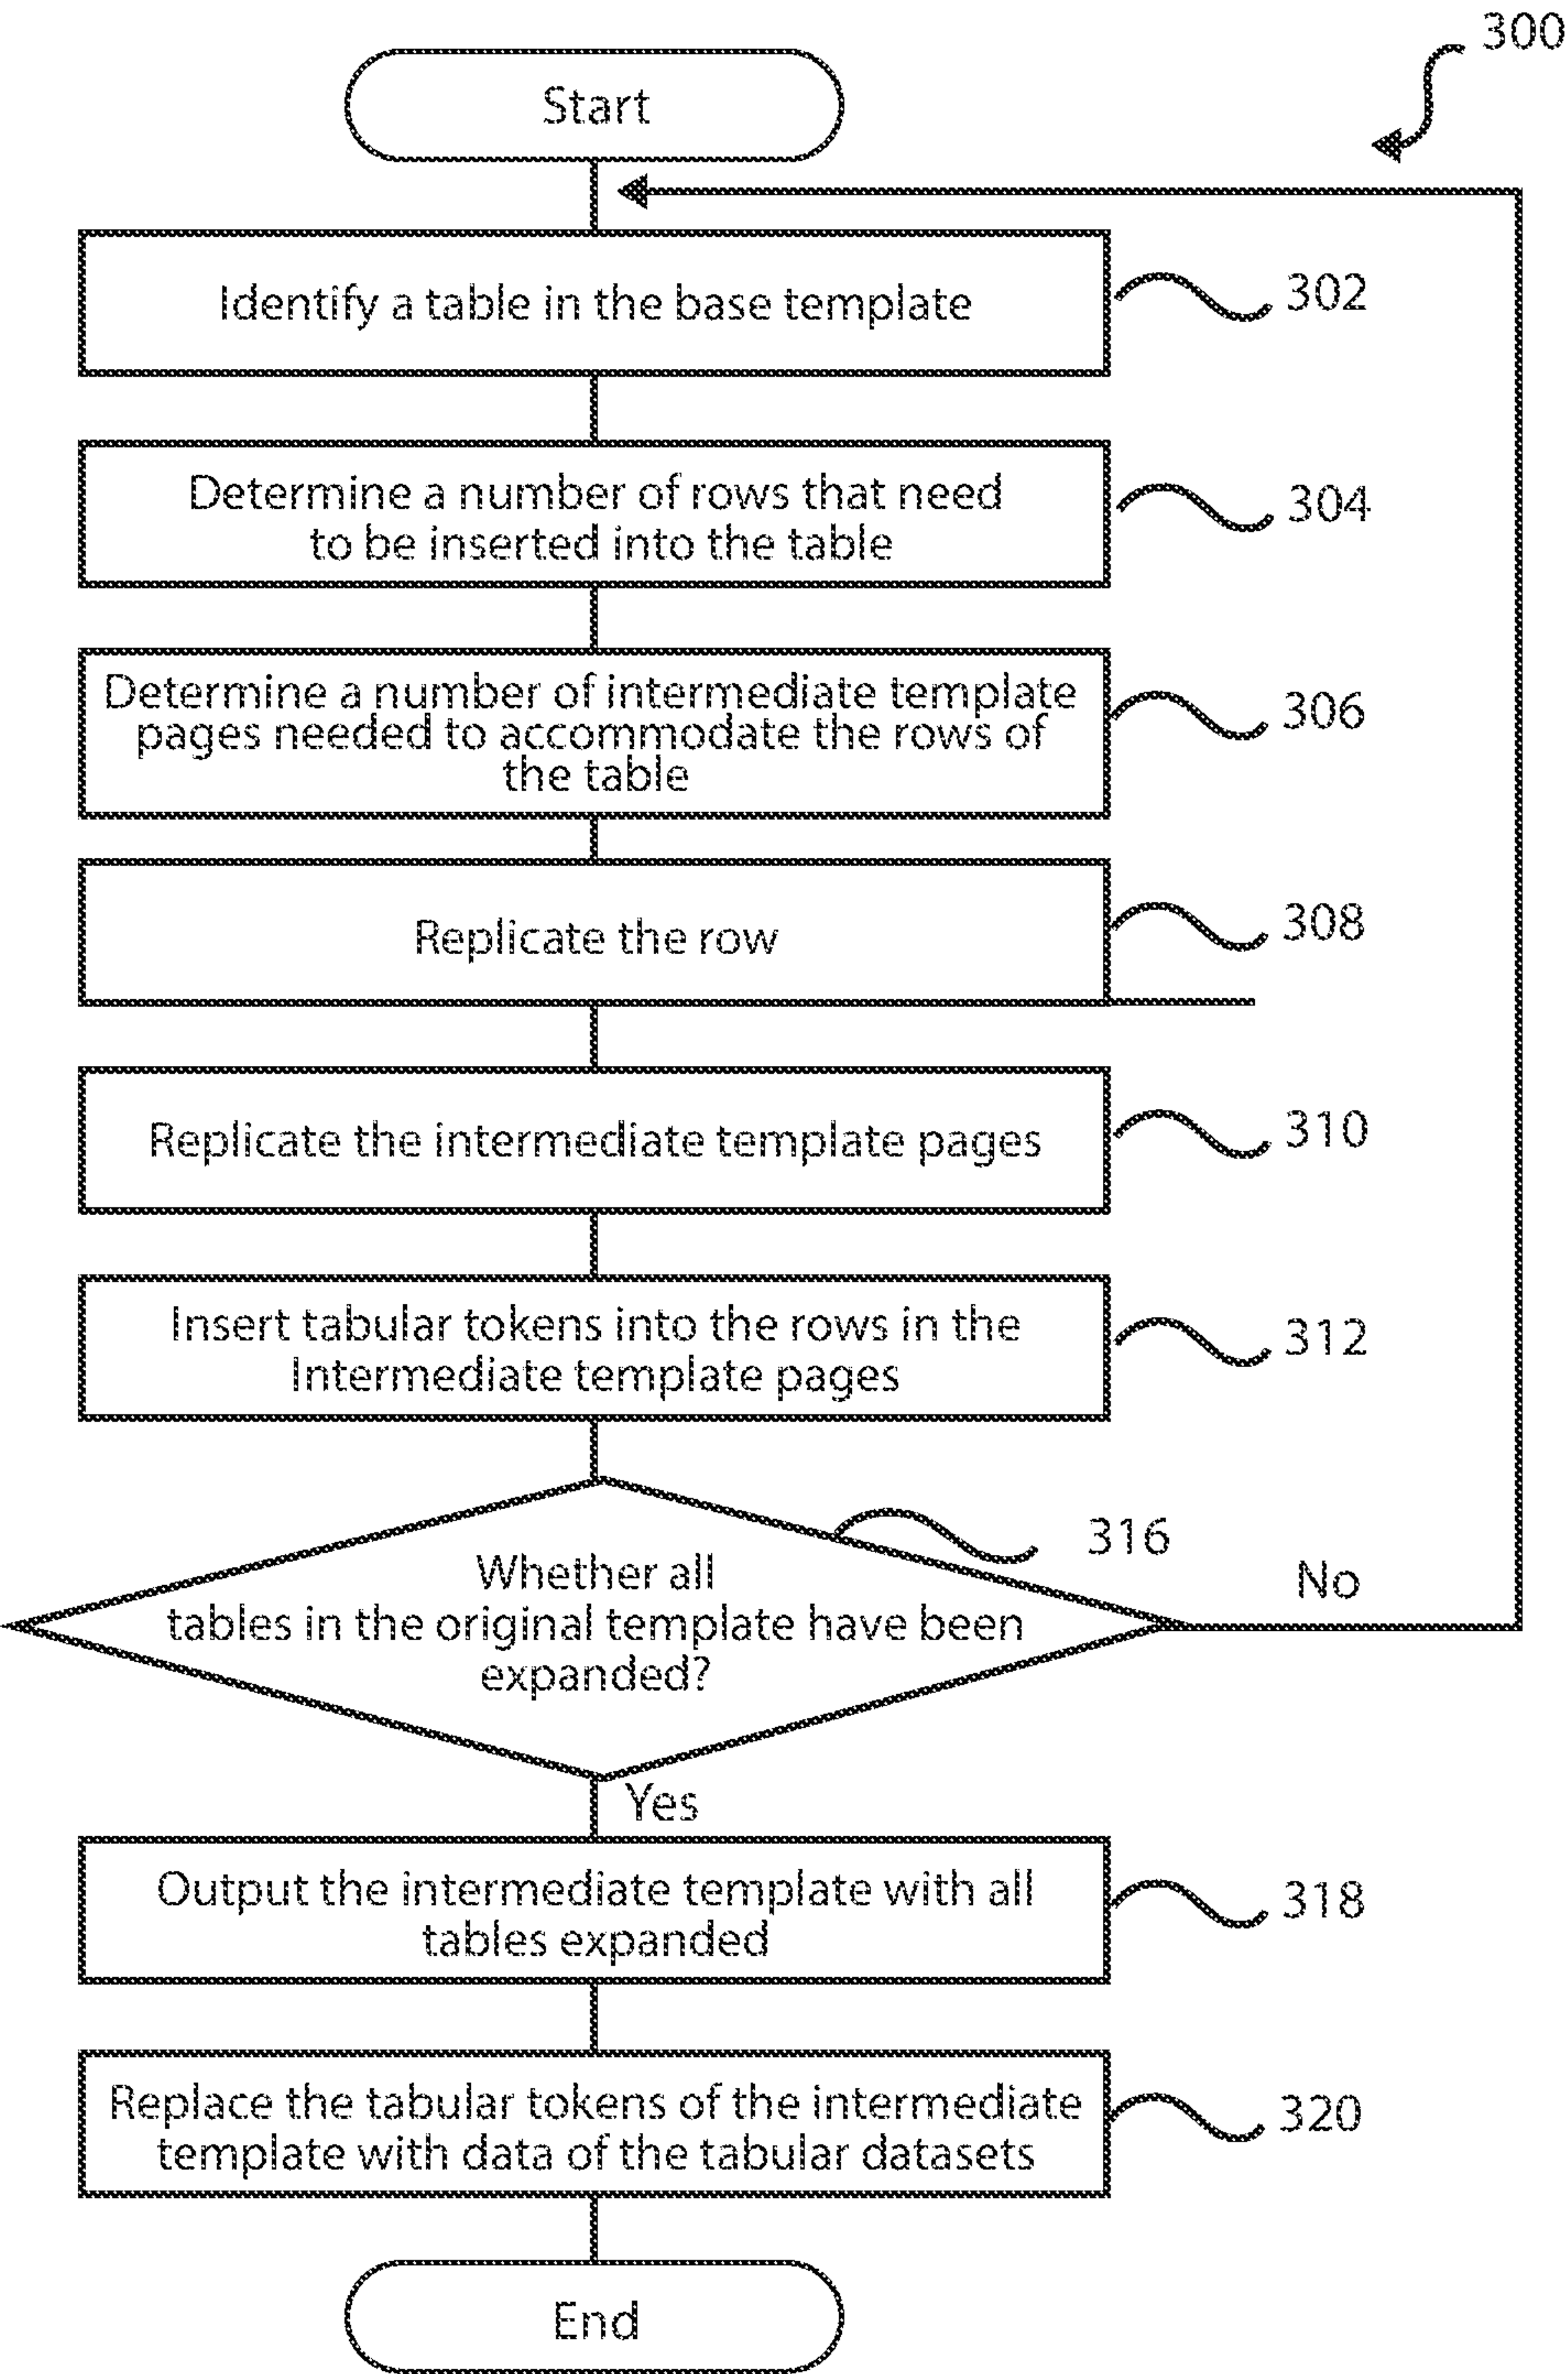 300
Start
Identify a table in the base template
302
Determine a number of rows that need
to be inserted into the table
304
Determine a number of intermediate template
pages needed to accommodate the rows of
the table
306
Replicate the row
308
Replicate the intermediate template pages
310
Insert tabular tokens into the rows in the
Intermediate template pages
312
316
Whether all
tables in the original template have been
expanded?
No
Yes
Output the intermediate template with all
tables expanded
318
Replace the tabular tokens of the intermediate
template with data of the tabular datasets
320
End